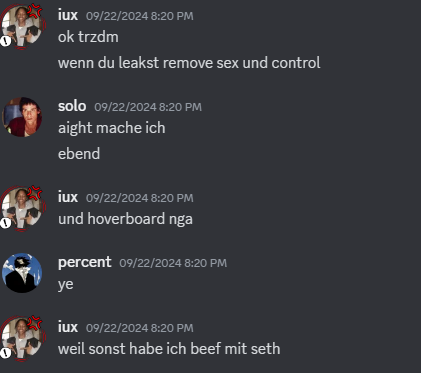 iux 09/22/2024 8:20 PM
ok trzdm
wenn du leakst remove sex und control
solo 09/22/2024 8:20 PM
aight mache ich
ebend
iux 09/22/2024 8:20 PM
und hoverboard nga
percent 09/22/2024 8:20 PM
ye
iux 09/22/2024 8:20 PM
weil sonst habe ich beef mit seth